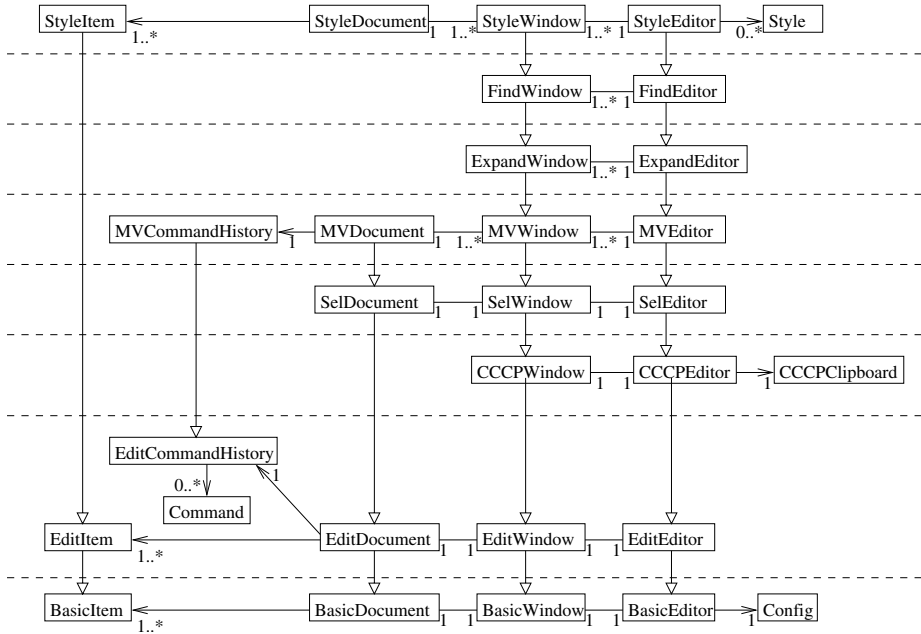 StyleItem StyleDocument StyleWindow StyleEditor Style
1..* 1 1..* 1..* 1 0..*
FindWindow FindEditor
1..* 1
ExpandWindow ExpandEditor
1..* 1
MVCommandHistory MVDocument MVWindow MVEditor
1 1 1..* 1..* 1
SelDocument SelWindow SelEditor
1 1 1 1
CCCPWindow CCCPEditor CCCPClipboard
1 1 1
EditCommandHistory
0..* 1
Command
EditItem EditDocument EditWindow EditEditor
1..* 1 1 1 1
BasicItem BasicDocument BasicWindow BasicEditor Config
1..* 1 1 1 1 1